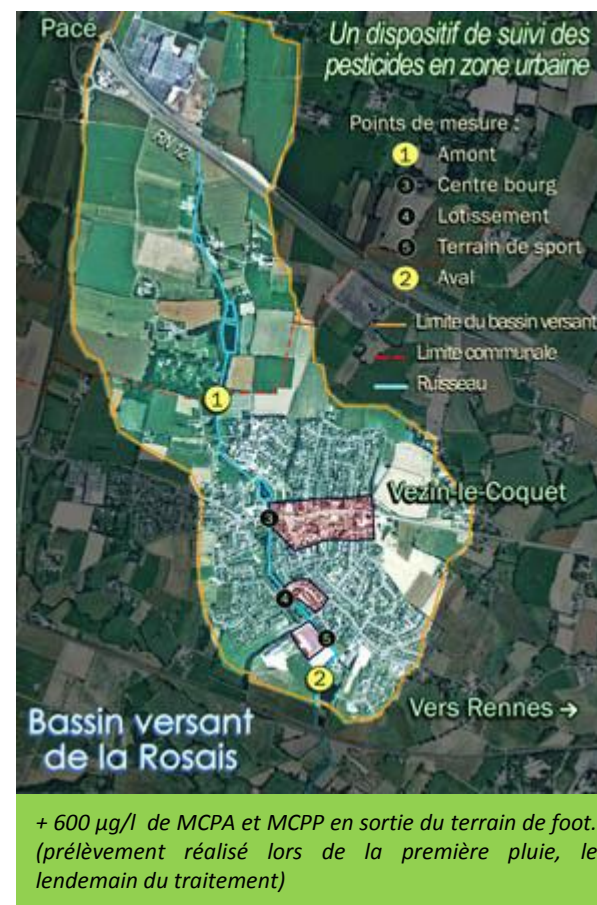 Pacé
Un dispositif de suivi des
pesticides en zone urbaine
RN 12
Points de mesure :
1 Amont
3 Centre bourg
4 Lotissement
5 Terrain de sport
2 Aval
Limite du bassin versant
Limite communale
Ruisseau
1
Vezin-le-Coquet
3
4
5
2
Vers Rennes →
Bassin versant
de la Rosais
+ 600 µg/l de MCPA et MCPP en sortie du terrain de foot.
(prélèvement réalisé lors de la première pluie, le
lendemain du traitement)